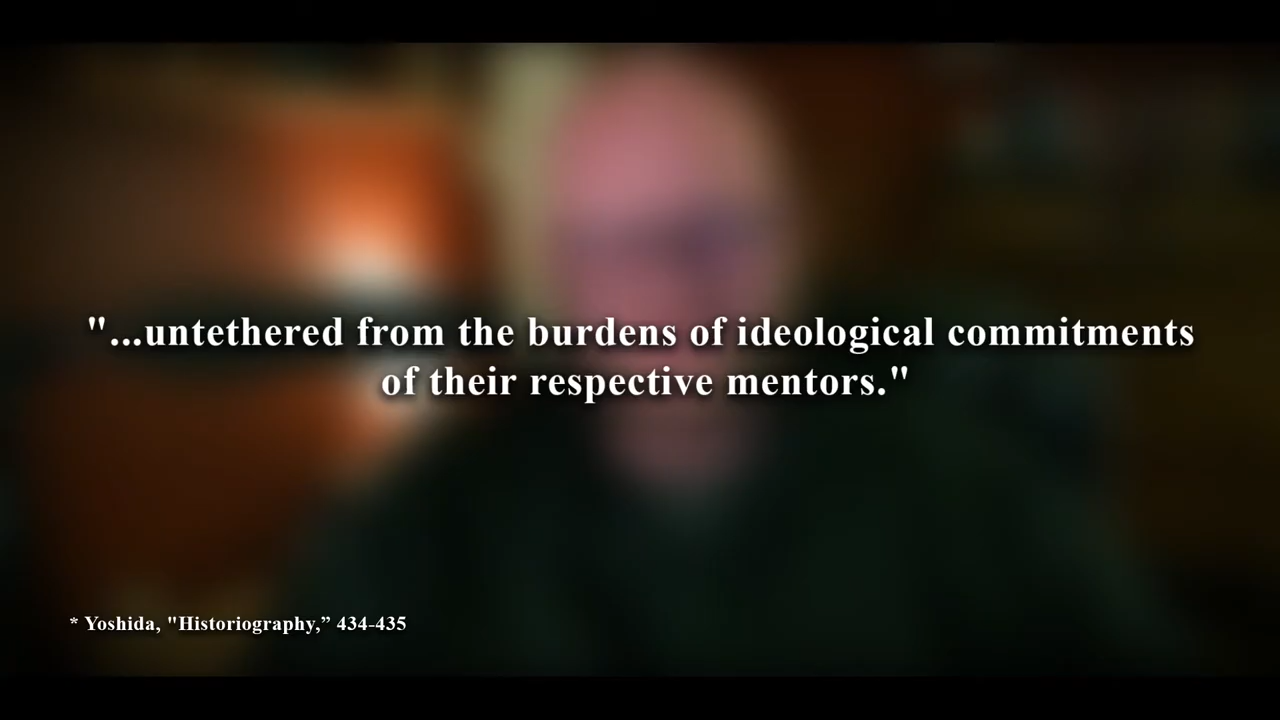 "...untethered from the burdens of ideological commitments
of their respective mentors."
* Yoshida, "Historiography,” 434-435